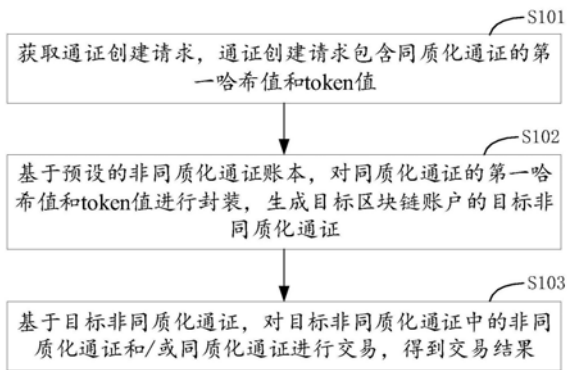 S101
获取通证创建请求，通证创建请求包含同质化通证的第
一哈希值和token值
S102
基于预设的非同质化通证账本，对同质化通证的第一哈
希值和token值进行封装，生成目标区块链账户的目标非
同质化通证
S103
基于目标非同质化通证，对目标非同质化通证中的非同
质化通证和/或同质化通证进行交易，得到交易结果